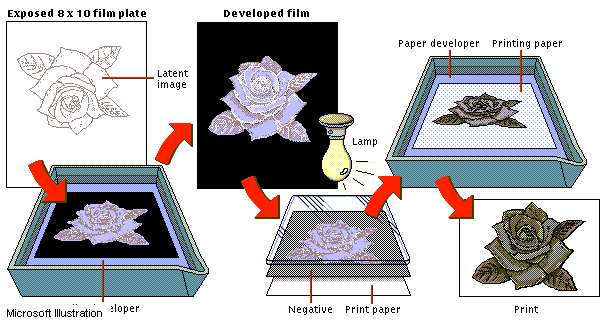 Exposed 8 x 10 film plate
Developed film
Latent
image
Lamp
Paper developer
Printing paper
Negative
Print paper
Print
Microsoft Illustration